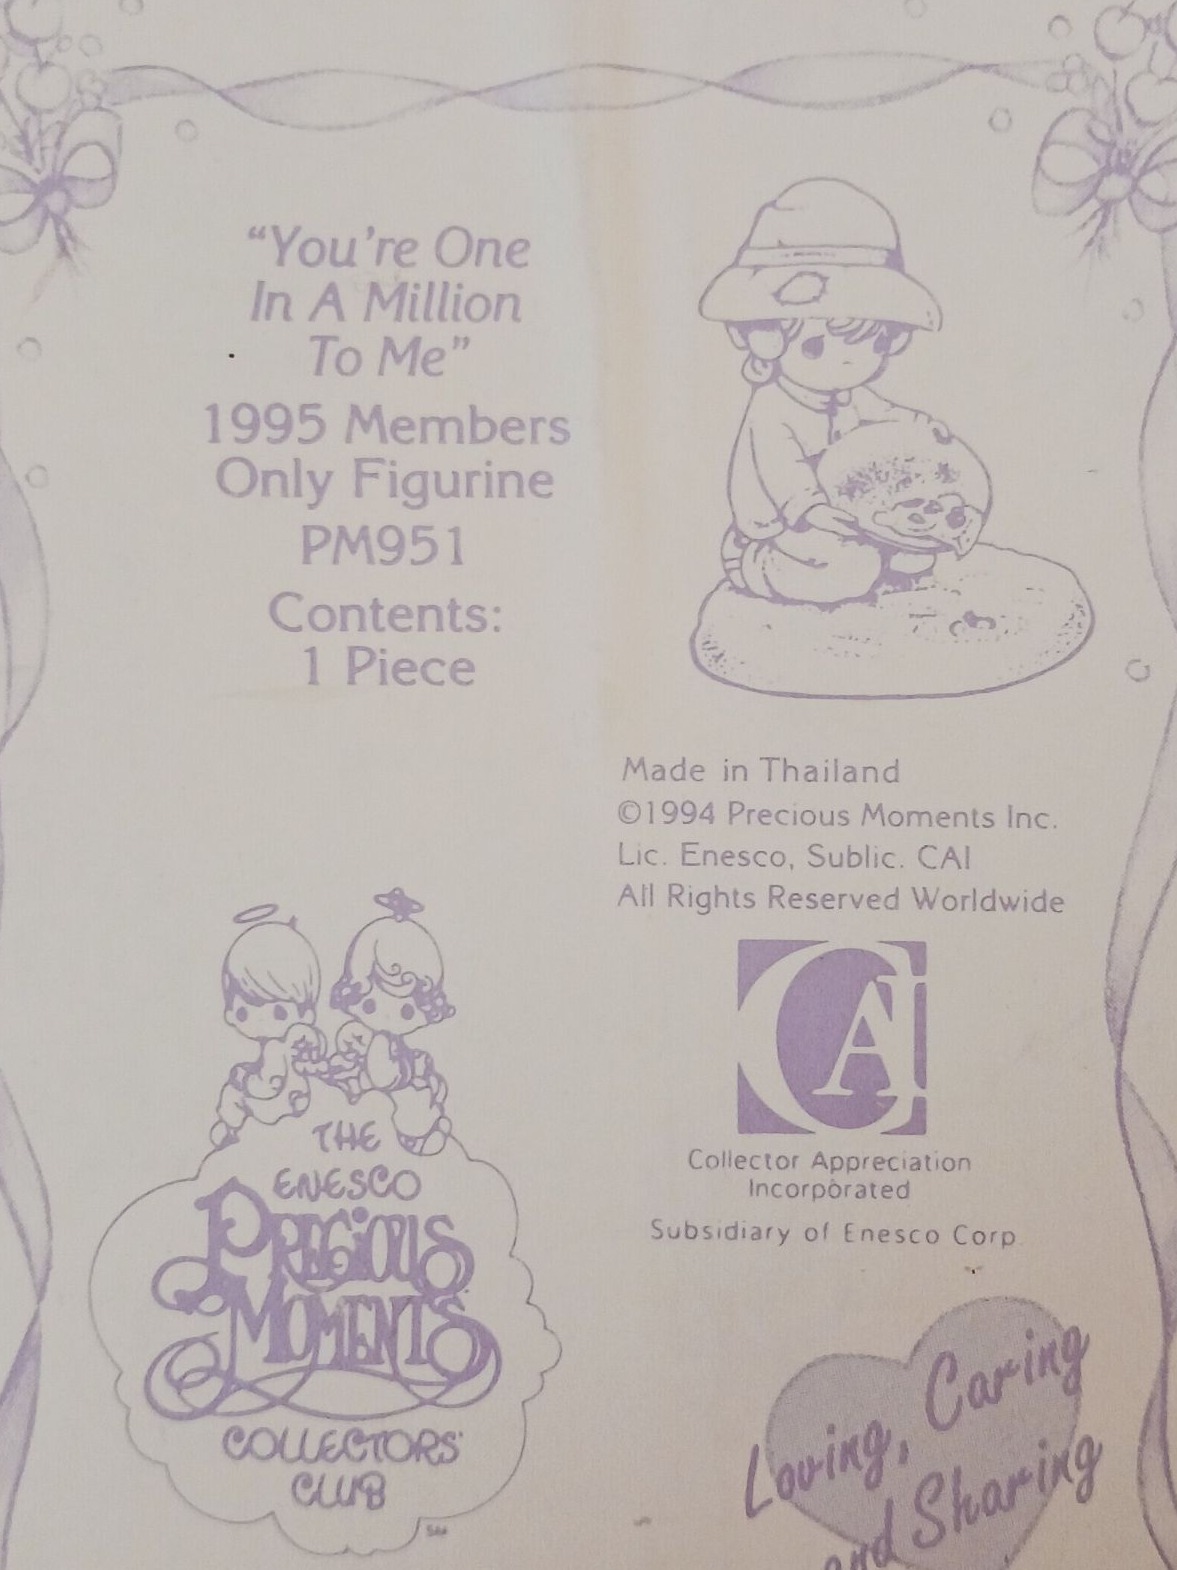 “You’re One
In A Million
To Me”
1995 Members
Only Figurine
PM951
Contents:
1 Piece
Made in Thailand
©1994 Precious Moments Inc.
Lic. Enesco, Sublic. CAI
All Rights Reserved Worldwide
CAI
Collector Appreciation
Incorporated
Subsidiary of Enesco Corp.
THE
ENESCO
PRECIOUS
MOMENTS
COLLECTORS'
CLUB
SM
Loving, Caring
and Sharing